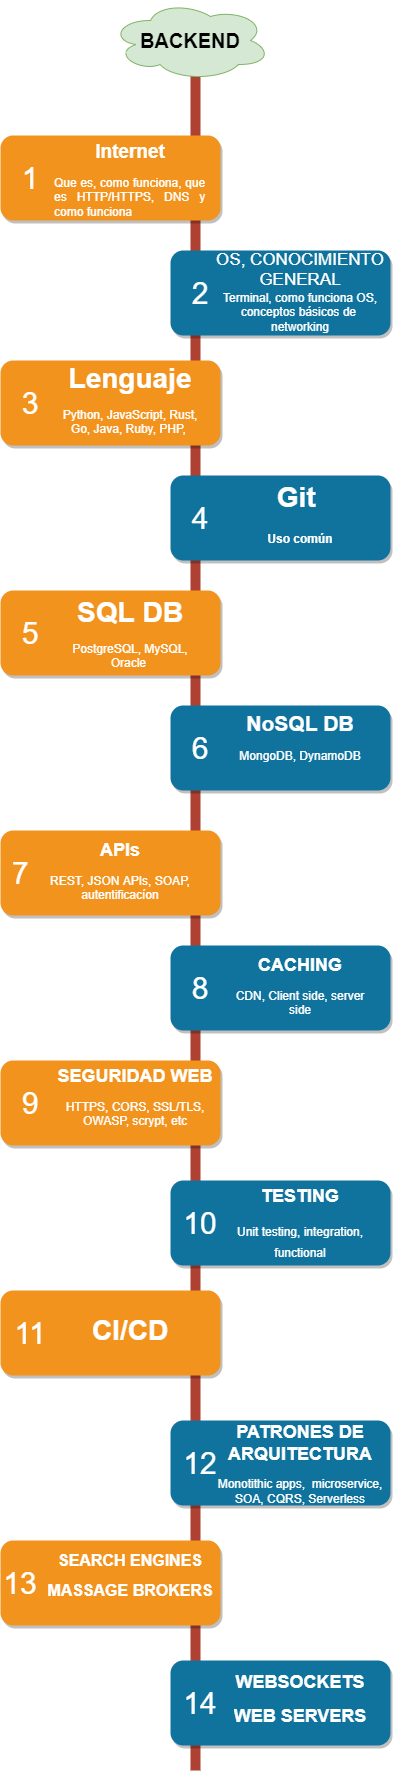 BACKEND
1
Internet
Que es, como funciona, que
es HTTP/HTTPS, DNS y
como funciona
2
OS, CONOCIMIENTO
GENERAL
Terminal, como funciona OS,
conceptos básicos de
networking
3
Lenguaje
Python, JavaScript, Rust,
Go, Java, Ruby, PHP,
4
Git
Uso común
5
SQL DB
PostgreSQL, MySQL,
Oracle
6
NoSQL DB
MongoDB, DynamoDB
7
APIs
REST, JSON APIs, SOAP,
autentificacíon
8
CACHING
CDN, Client side, server
side
9
SEGURIDAD WEB
HTTPS, CORS, SSL/TLS,
OWASP, scrypt, etc
10
TESTING
Unit testing, integration,
functional
11
CI/CD
12
PATRONES DE
ARQUITECTURA
Monotithic apps, microservice,
SOA, CQRS, Serverless
13
SEARCH ENGINES
MASSAGE BROKERS
14
WEBSOCKETS
WEB SERVERS